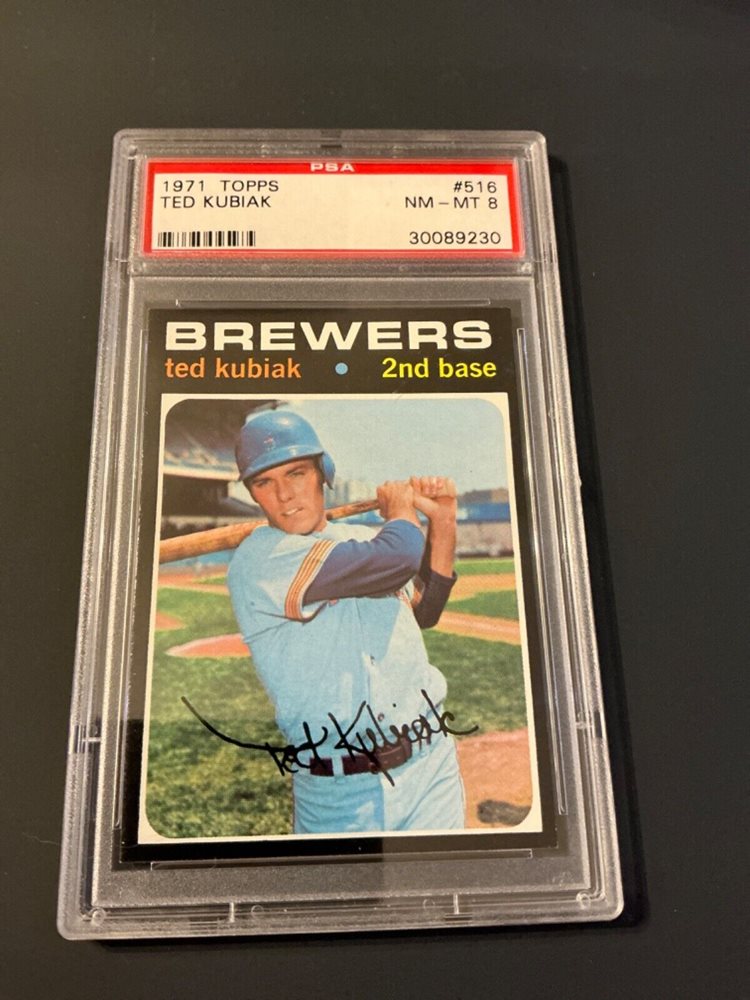 PSA
1971 TOPPS #516
TED KUBIAK NM - MT 8
30089230
BREWERS
ted kubiak • 2nd base
Ted Kubiak